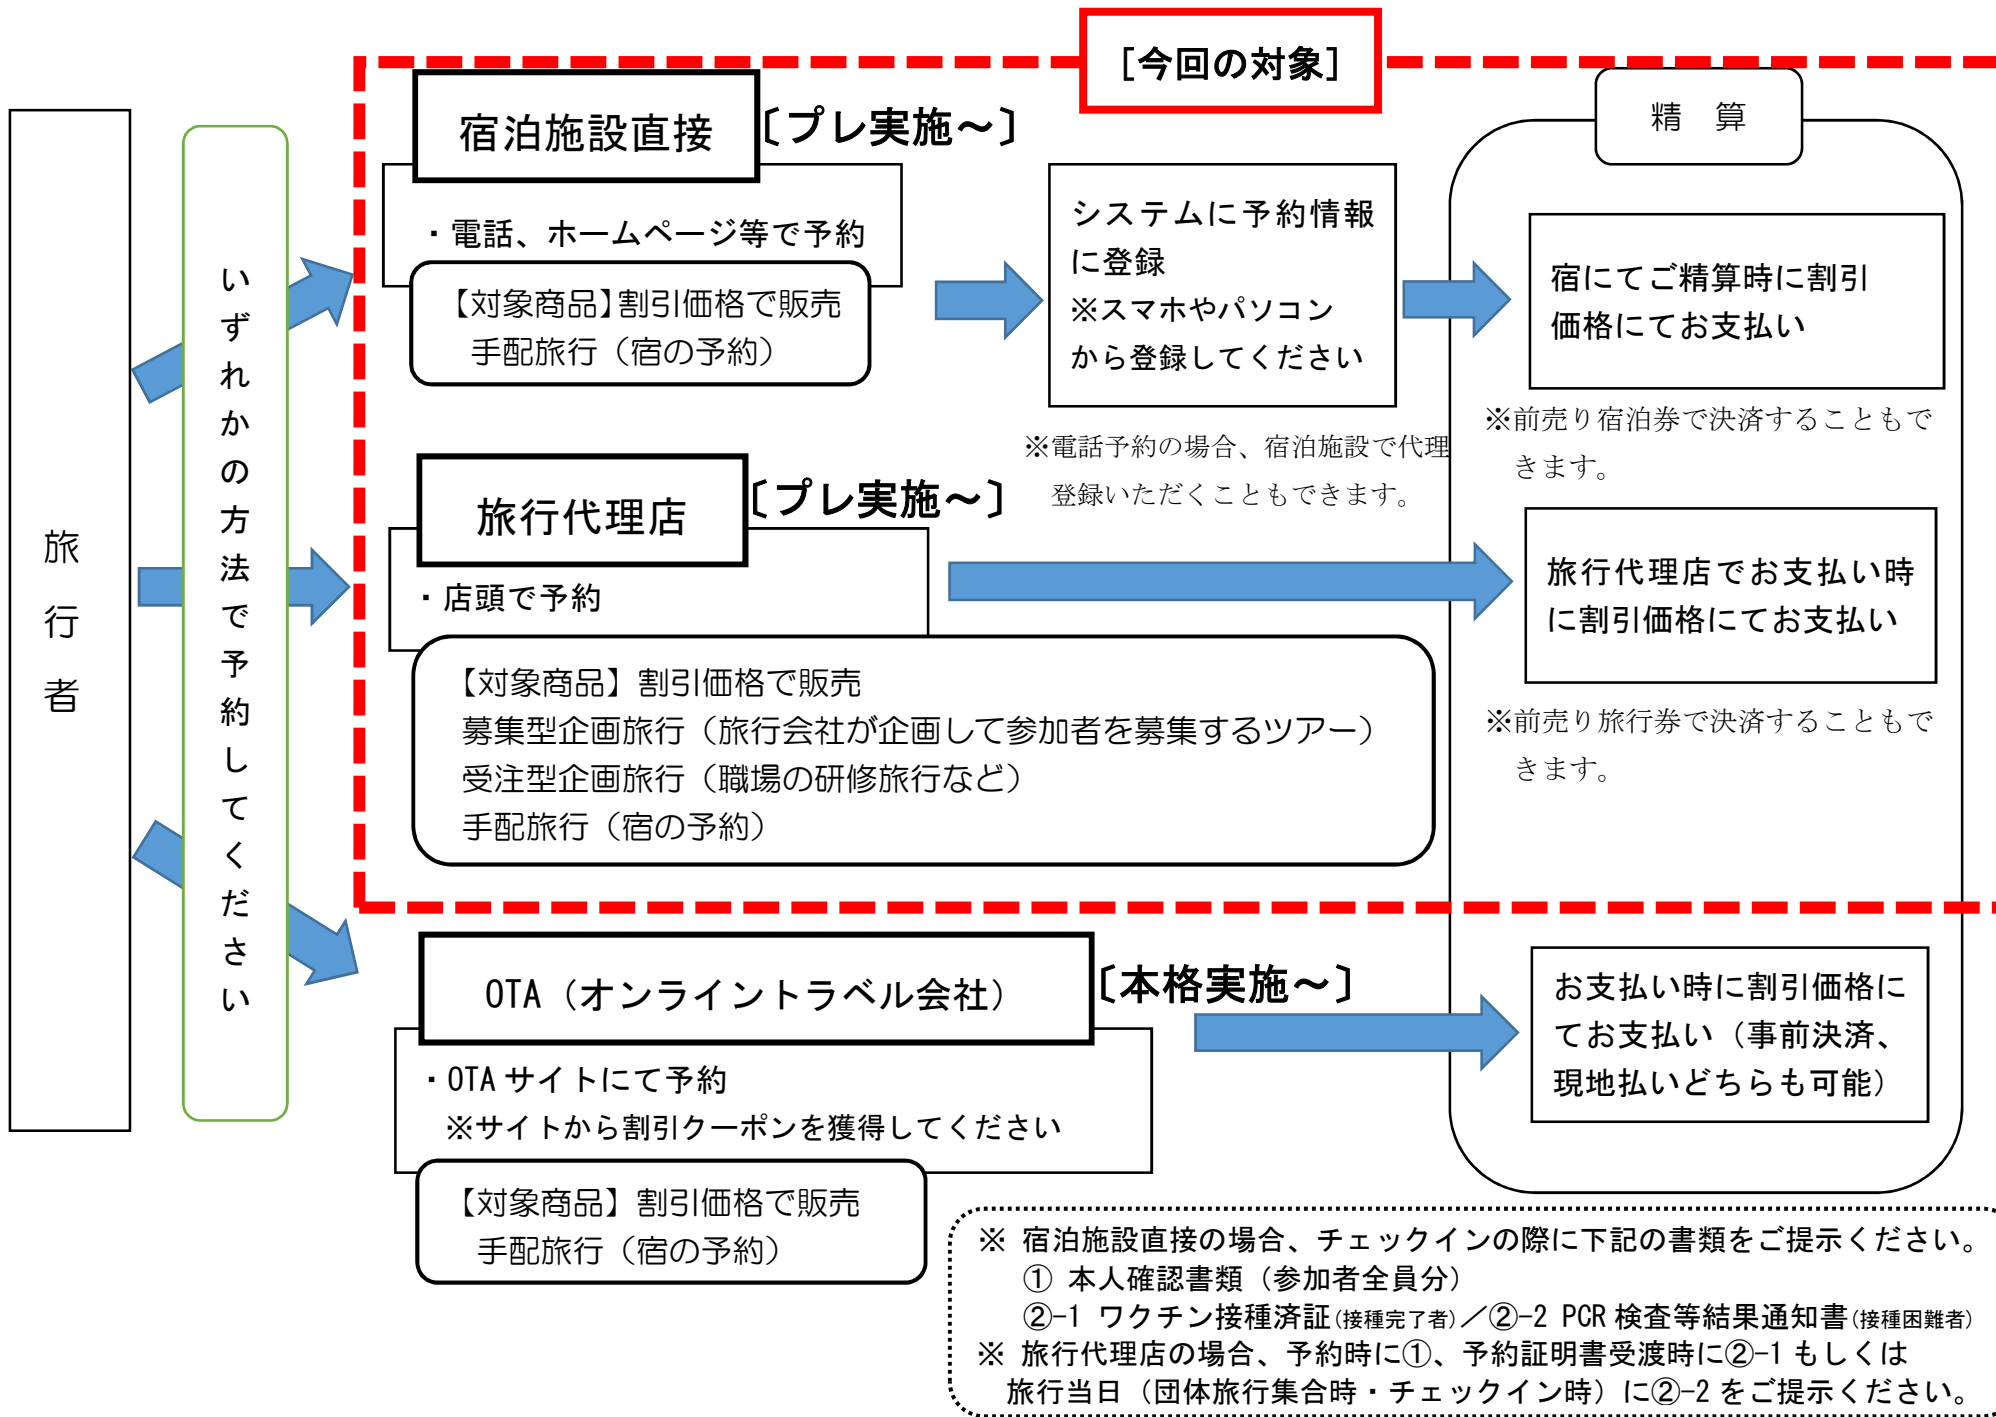 ［今回の対象］
旅行者
いずれかの方法で予約してください
宿泊施設直接
〔プレ実施～〕
・電話、ホームページ等で予約
【対象商品】割引価格で販売
手配旅行（宿の予約）
システムに予約情報
に登録
※スマホやパソコン
から登録してください
※電話予約の場合、宿泊施設で代理
登録いただくこともできます。
精　算
宿にてご精算時に割引
価格にてお支払い
※前売り宿泊券で決済することもで
きます。
旅行代理店
〔プレ実施～〕
・店頭で予約
【対象商品】割引価格で販売
募集型企画旅行（旅行会社が企画して参加者を募集するツアー）
受注型企画旅行（職場の研修旅行など）
手配旅行（宿の予約）
旅行代理店でお支払い時
に割引価格にてお支払い
※前売り旅行券で決済することもで
きます。
OTA（オンライントラベル会社）
〔本格実施～〕
・OTA サイトにて予約
※サイトから割引クーポンを獲得してください
【対象商品】割引価格で販売
手配旅行（宿の予約）
お支払い時に割引価格に
てお支払い（事前決済、
現地払いどちらも可能）
※ 宿泊施設直接の場合、チェックインの際に下記の書類をご提示ください。
① 本人確認書類（参加者全員分）
②-1 ワクチン接種済証(接種完了者)／②-2 PCR 検査等結果通知書(接種困難者)
※ 旅行代理店の場合、予約時に①、予約証明書受渡時に②-1 もしくは
旅行当日（団体旅行集合時・チェックイン時）に②-2 をご提示ください。